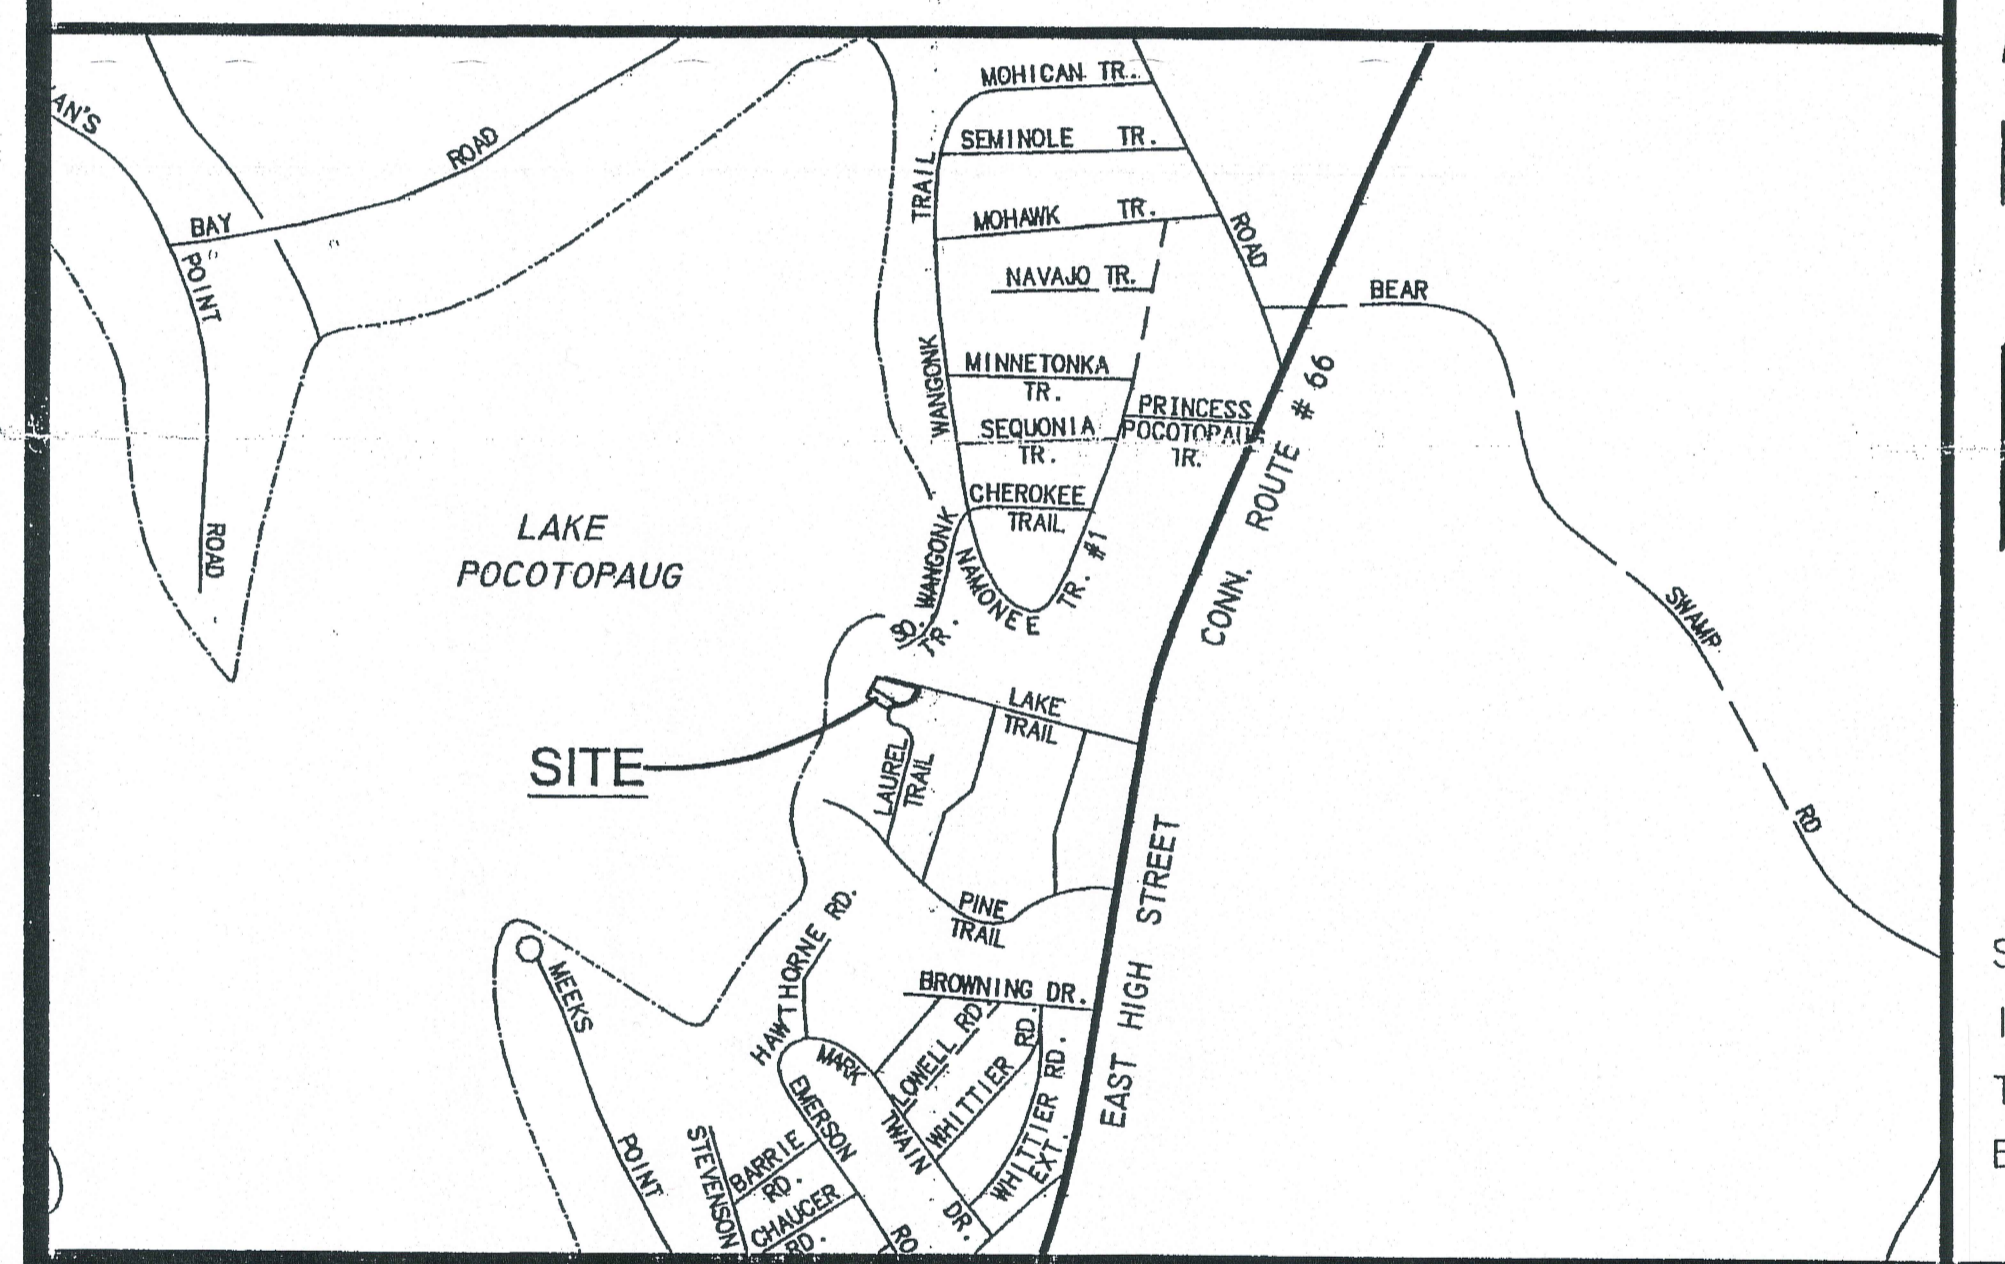 MOHICAN TR.
SEMINOLE TR.
MOHAWK TR.
NAVAJO TR.
MINNETONKA
TR.
SEQUONIA
TR.
CHEROKEE
TRAIL
PRINCESS
POCOTOPAUG
TR.
WANGONK TRAIL
NAMONEE TR. #1
SO. WANGONK
TR.
ROAD
BEAR SWAMP RD
CONN. ROUTE # 66
AN'S
POINT
ROAD
BAY ROAD
LAKE
POCOTOPAUG
SITE
LAKE
TRAIL
LAUREL
TRAIL
PINE
TRAIL
EAST HIGH STREET
HAWTHORNE RD.
BROWNING DR.
LOWELL RD
WHITTIER RD.
WHITTIER RD.
EXT.
MARK TWAIN DR.
EMERSON RO
BARRIE
RD.
CHAUCER
RD.
STEVENSON
MEEKS POINT